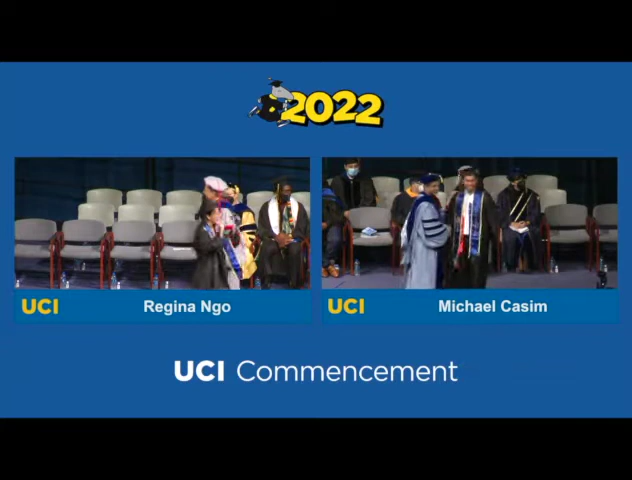 2022
UCI Regina Ngo
UCI Michael Casim
UCI Commencement